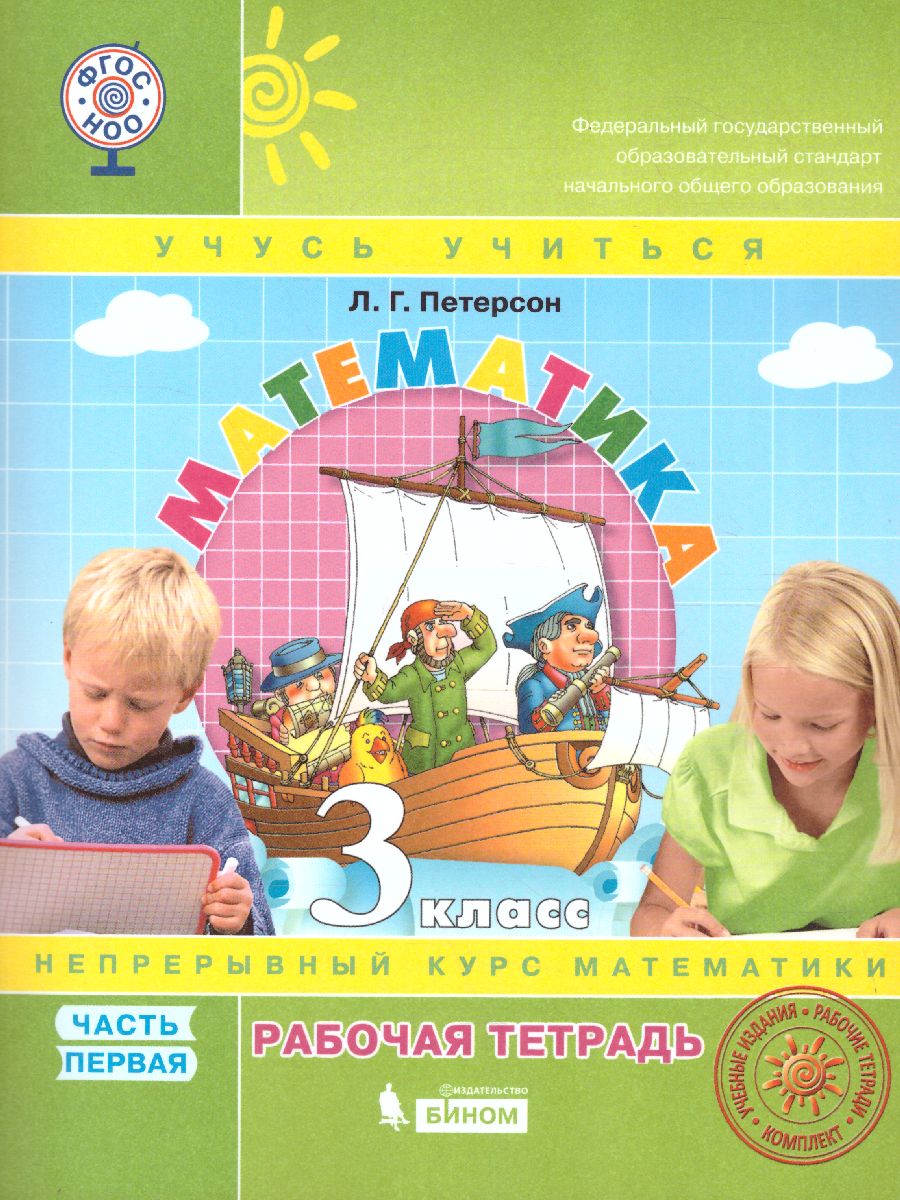 ФГОС
НОО
Федеральный государственный
образовательный стандарт
начального общего образования
УЧУСЬ УЧИТЬСЯ
Л. Г. Петерсон
МАТЕМАТИКА
3 класс
НЕПРЕРЫВНЫЙ КУРС МАТЕМАТИКИ
ЧАСТЬ
ПЕРВАЯ
РАБОЧАЯ ТЕТРАДЬ
ИЗДАТЕЛЬСТВО
БИНОМ
УЧЕБНЫЕ ИЗДАНИЯ • РАБОЧИЕ ТЕТРАДИ
• КОМПЛЕКТ •